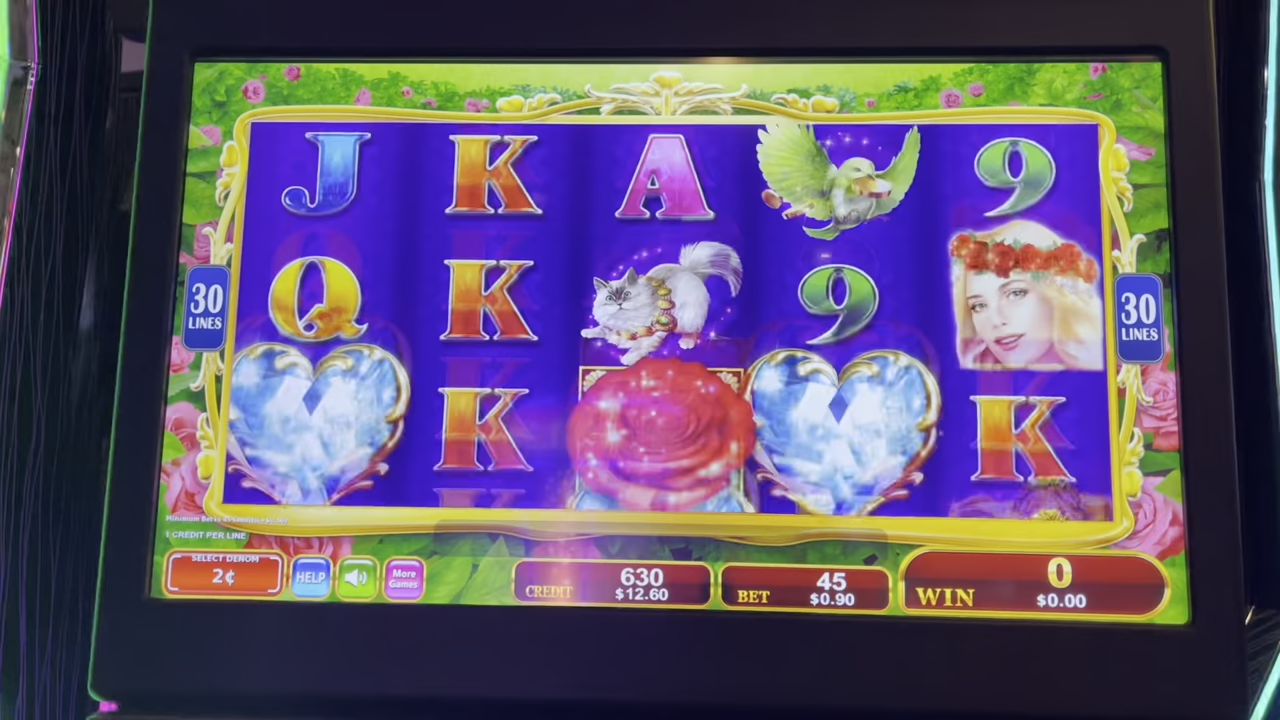 J K A 9
Q K 9
K K
30
LINES
30
LINES
1 CREDIT PER LINE
SELECT DENOM
2¢
HELP
More
Games
CREDIT
630
$12.60
BET
45
$0.90
WIN
0
$0.00